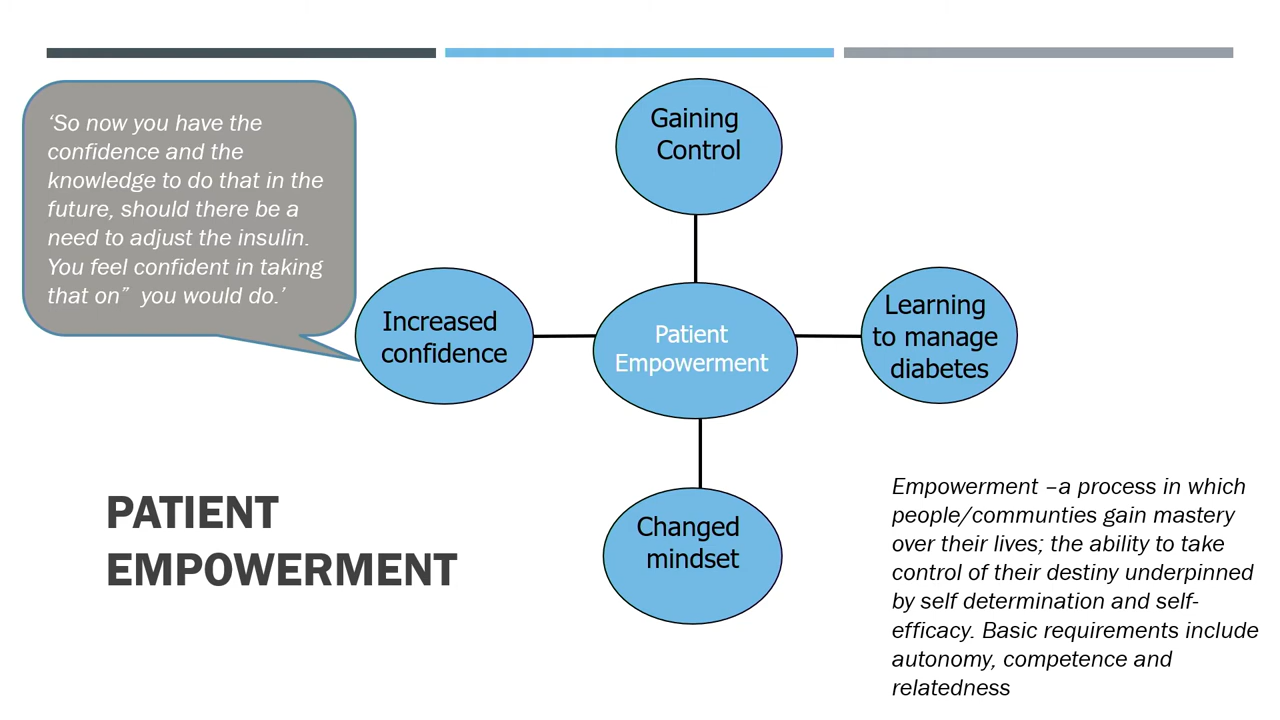 ‘So now you have the
confidence and the
knowledge to do that in the
future, should there be a
need to adjust the insulin.
You feel confident in taking
that on”  you would do.’
Gaining
Control
Increased
confidence
Patient
Empowerment
Learning
to manage
diabetes
Changed
mindset
PATIENT
EMPOWERMENT
Empowerment –a process in which
people/communties gain mastery
over their lives; the ability to take
control of their destiny underpinned
by self determination and self-
efficacy. Basic requirements include
autonomy, competence and
relatedness